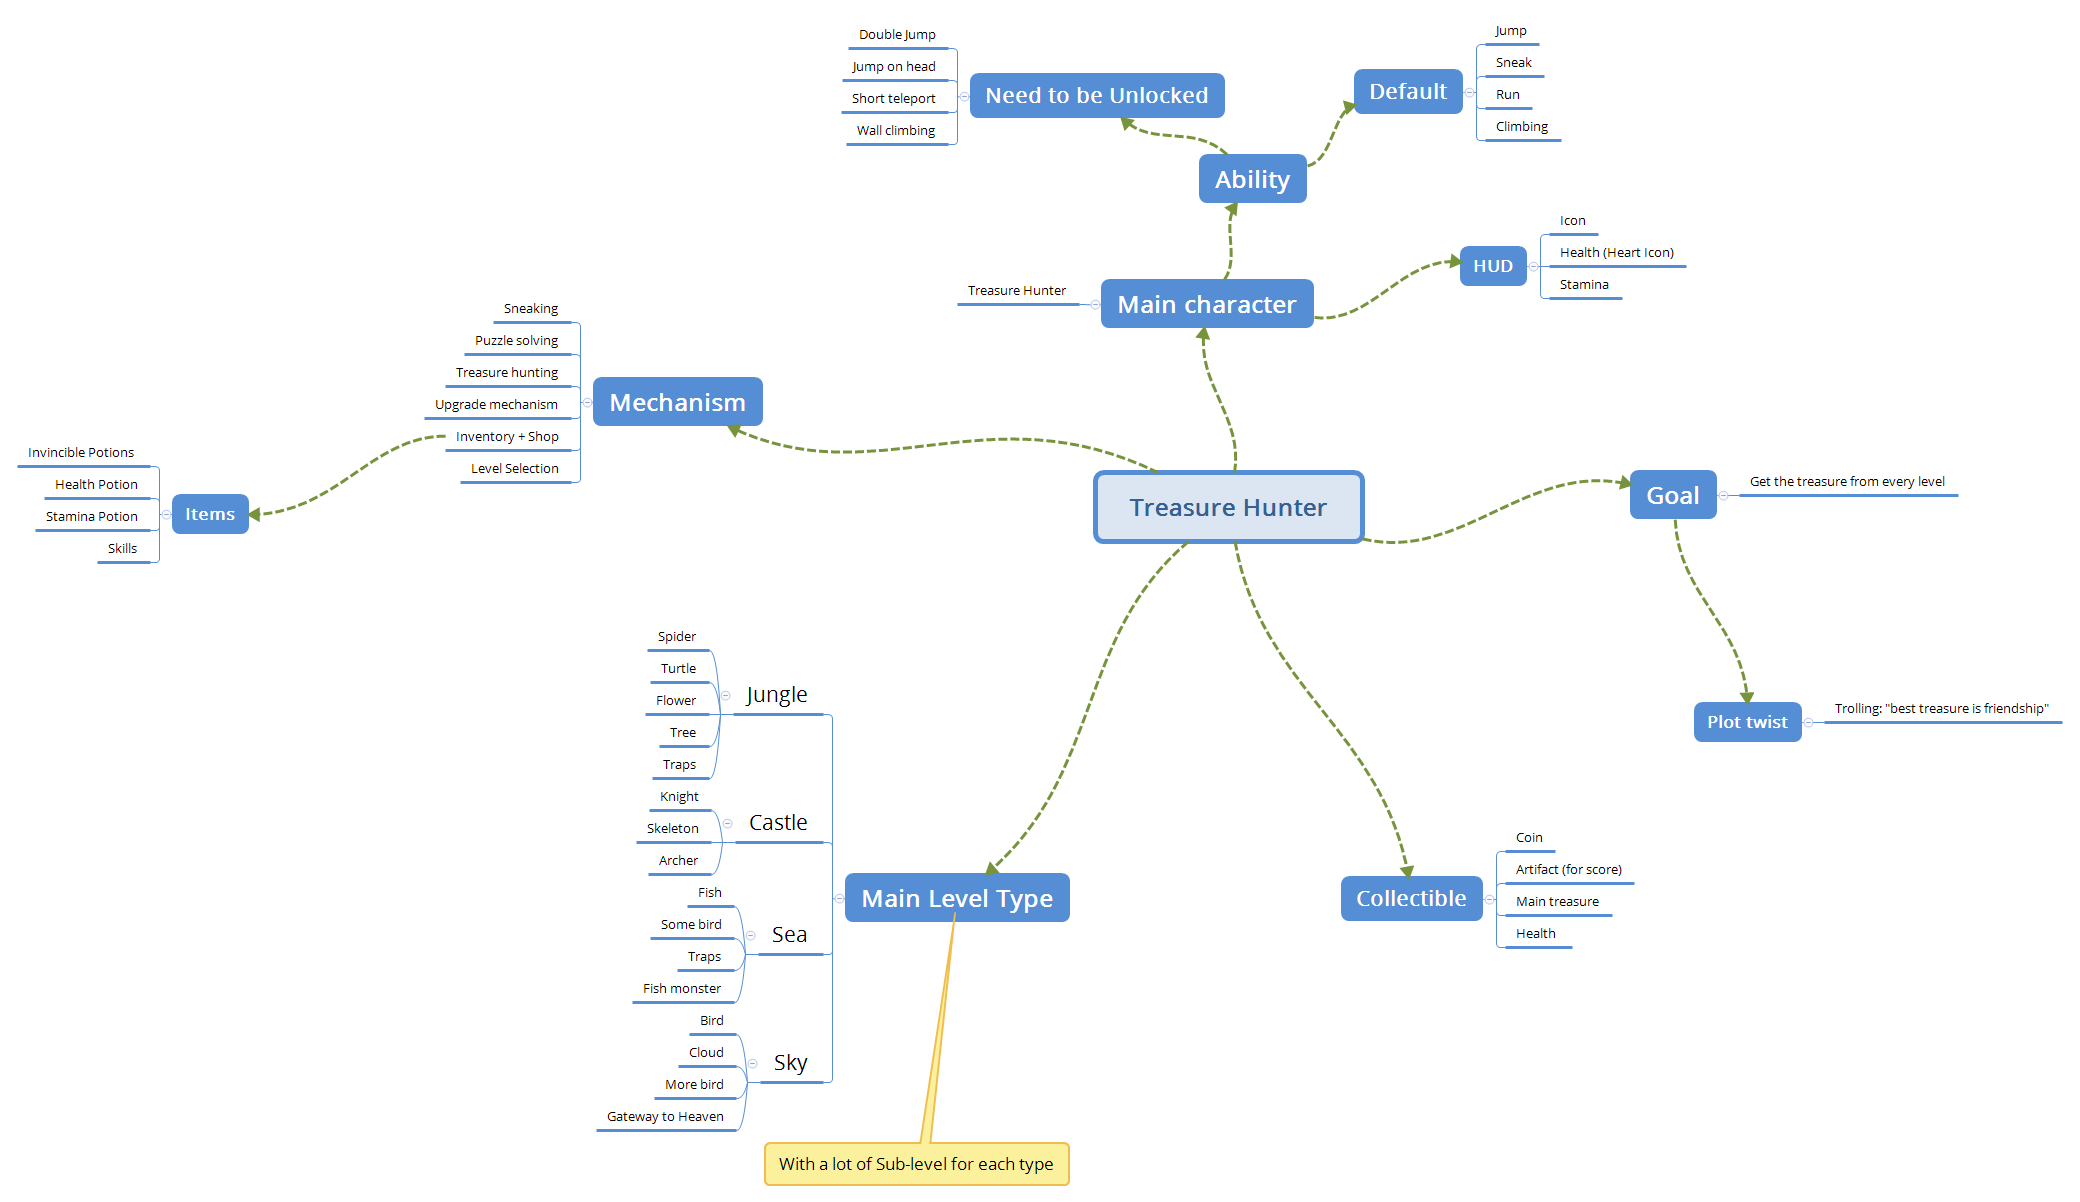 Double Jump
Jump on head
Short teleport
Wall climbing
Need to be Unlocked
Default
Jump
Sneak
Run
Climbing
Ability
HUD
Icon
Health (Heart Icon)
Stamina
Treasure Hunter
Main character
Sneaking
Puzzle solving
Treasure hunting
Upgrade mechanism
Inventory + Shop
Level Selection
Mechanism
Invincible Potions
Health Potion
Stamina Potion
Skills
Items
Treasure Hunter
Goal
Get the treasure from every level
Plot twist
Trolling: "best treasure is friendship"
Spider
Turtle
Flower
Tree
Traps
Jungle
Knight
Skeleton
Archer
Castle
Fish
Some bird
Traps
Fish monster
Sea
Bird
Cloud
More bird
Gateway to Heaven
Sky
Main Level Type
Collectible
Coin
Artifact (for score)
Main treasure
Health
With a lot of Sub-level for each type